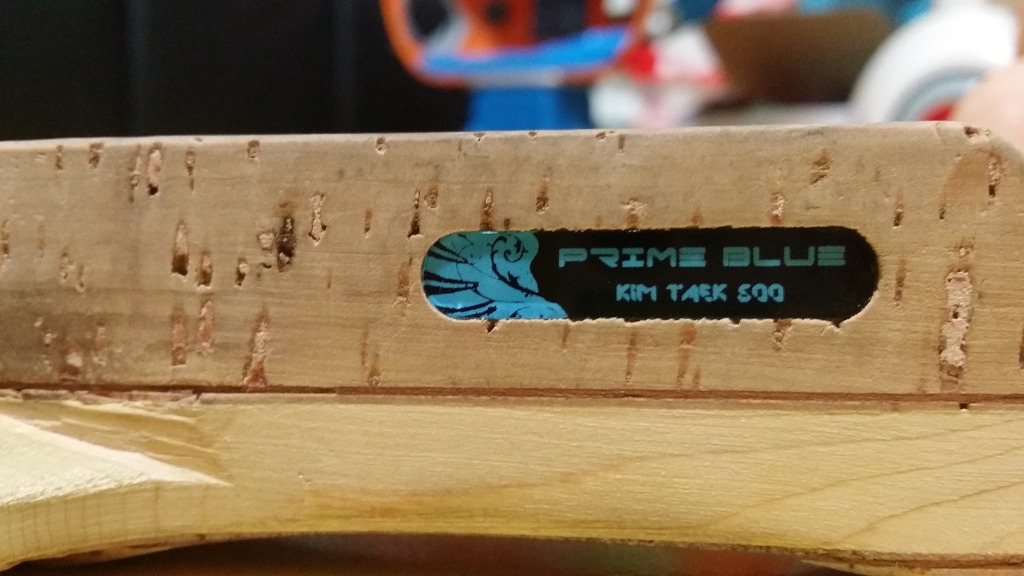 PRIME BLUE
KIM TAEK SOO